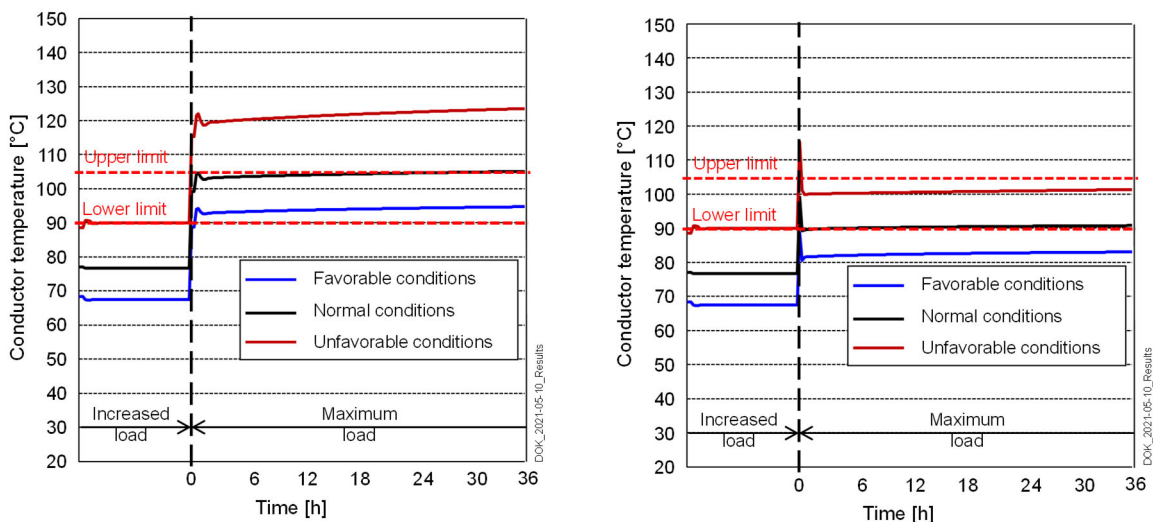 150
140
130
120
110
100
90
80
70
60
50
40
30
20
Conductor temperature [°C]
Upper limit
Lower limit
Favorable conditions
Normal conditions
Unfavorable conditions
Increased
load
Maximum
load
0 6 12 18 24 30 36
Time [h]
DOK_2021-05-10_Results
150
140
130
120
110
100
90
80
70
60
50
40
30
20
Conductor temperature [°C]
Upper limit
Lower limit
Favorable conditions
Normal conditions
Unfavorable conditions
Increased
load
Maximum
load
0 6 12 18 24 30 36
Time [h]
DOK_2021-05-10_Results